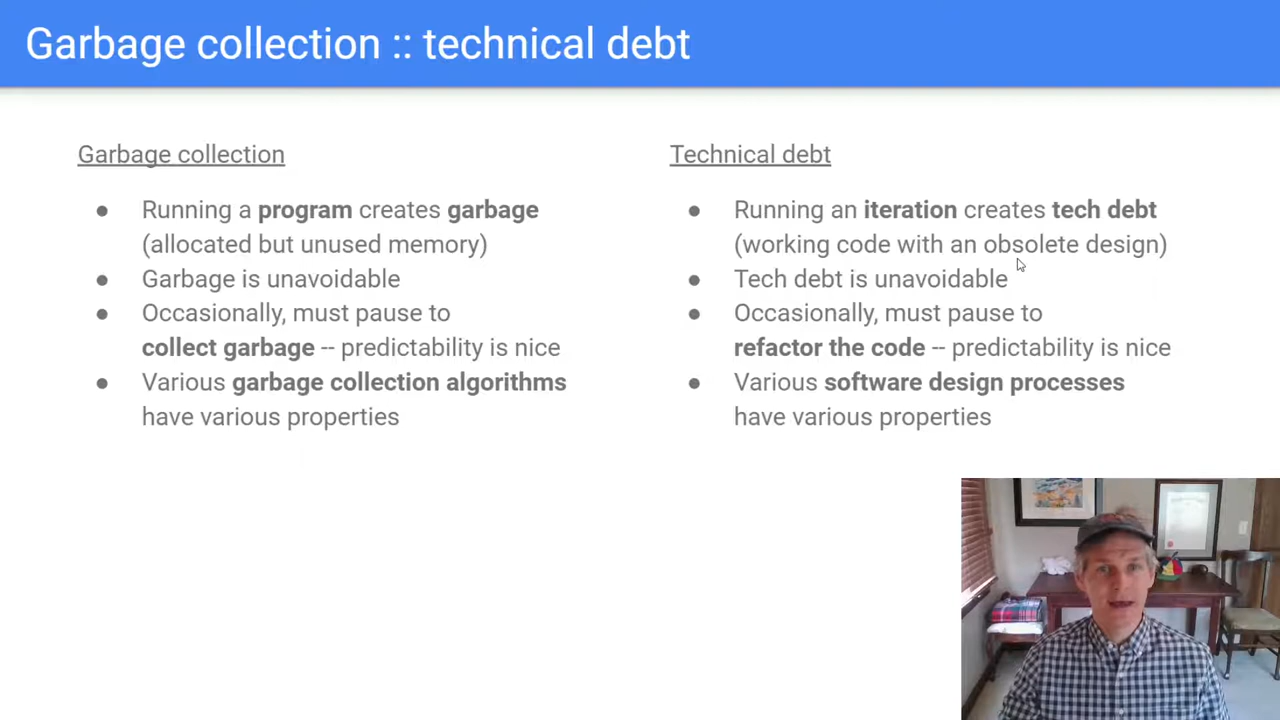 Garbage collection :: technical debt
Garbage collection
● Running a program creates garbage
(allocated but unused memory)
● Garbage is unavoidable
● Occasionally, must pause to
collect garbage -- predictability is nice
● Various garbage collection algorithms
have various properties
Technical debt
● Running an iteration creates tech debt
(working code with an obsolete design)
● Tech debt is unavoidable
● Occasionally, must pause to
refactor the code -- predictability is nice
● Various software design processes
have various properties